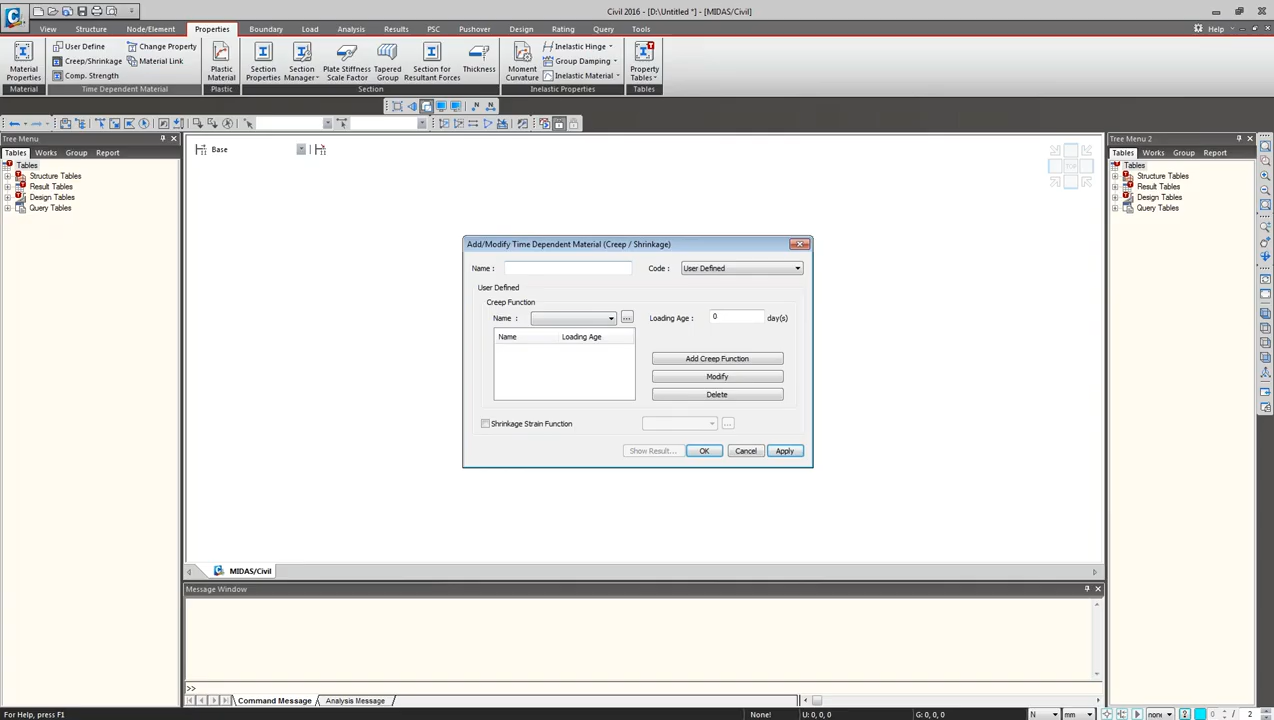 Civil 2016 - [D:\Untitled *] - [MIDAS/Civil]
View Structure Node/Element Properties Boundary Load Analysis Results PSC Pushover Design Rating Query Tools Help
User Define Change Property Inelastic Hinge
Creep/Shrinkage Material Link Group Damping
Comp. Strength Inelastic Material
Material Properties
Plastic Material
Section Properties
Section Manager
Plate Stiffness Scale Factor
Tapered Group
Section for Resultant Forces
Thickness
Moment Curvature
Property Tables
Material Time Dependent Material Plastic Section Inelastic Properties Tables
Tree Menu
Tables Works Group Report
Tables
Structure Tables
Result Tables
Design Tables
Query Tables
Base
TOP
Tree Menu 2
Tables Works Group Report
Tables
Structure Tables
Result Tables
Design Tables
Query Tables
Add/Modify Time Dependent Material (Creep / Shrinkage)
Name : Code : User Defined
User Defined
Creep Function
Name : ... Loading Age : 0 day(s)
Name Loading Age
Add Creep Function
Modify
Delete
Shrinkage Strain Function ...
Show Result... OK Cancel Apply
MIDAS/Civil
Message Window
>>
Command Message Analysis Message
For Help, press F1 None! U: 0, 0, 0 G: 0, 0, 0 N mm none ? 0 / 2